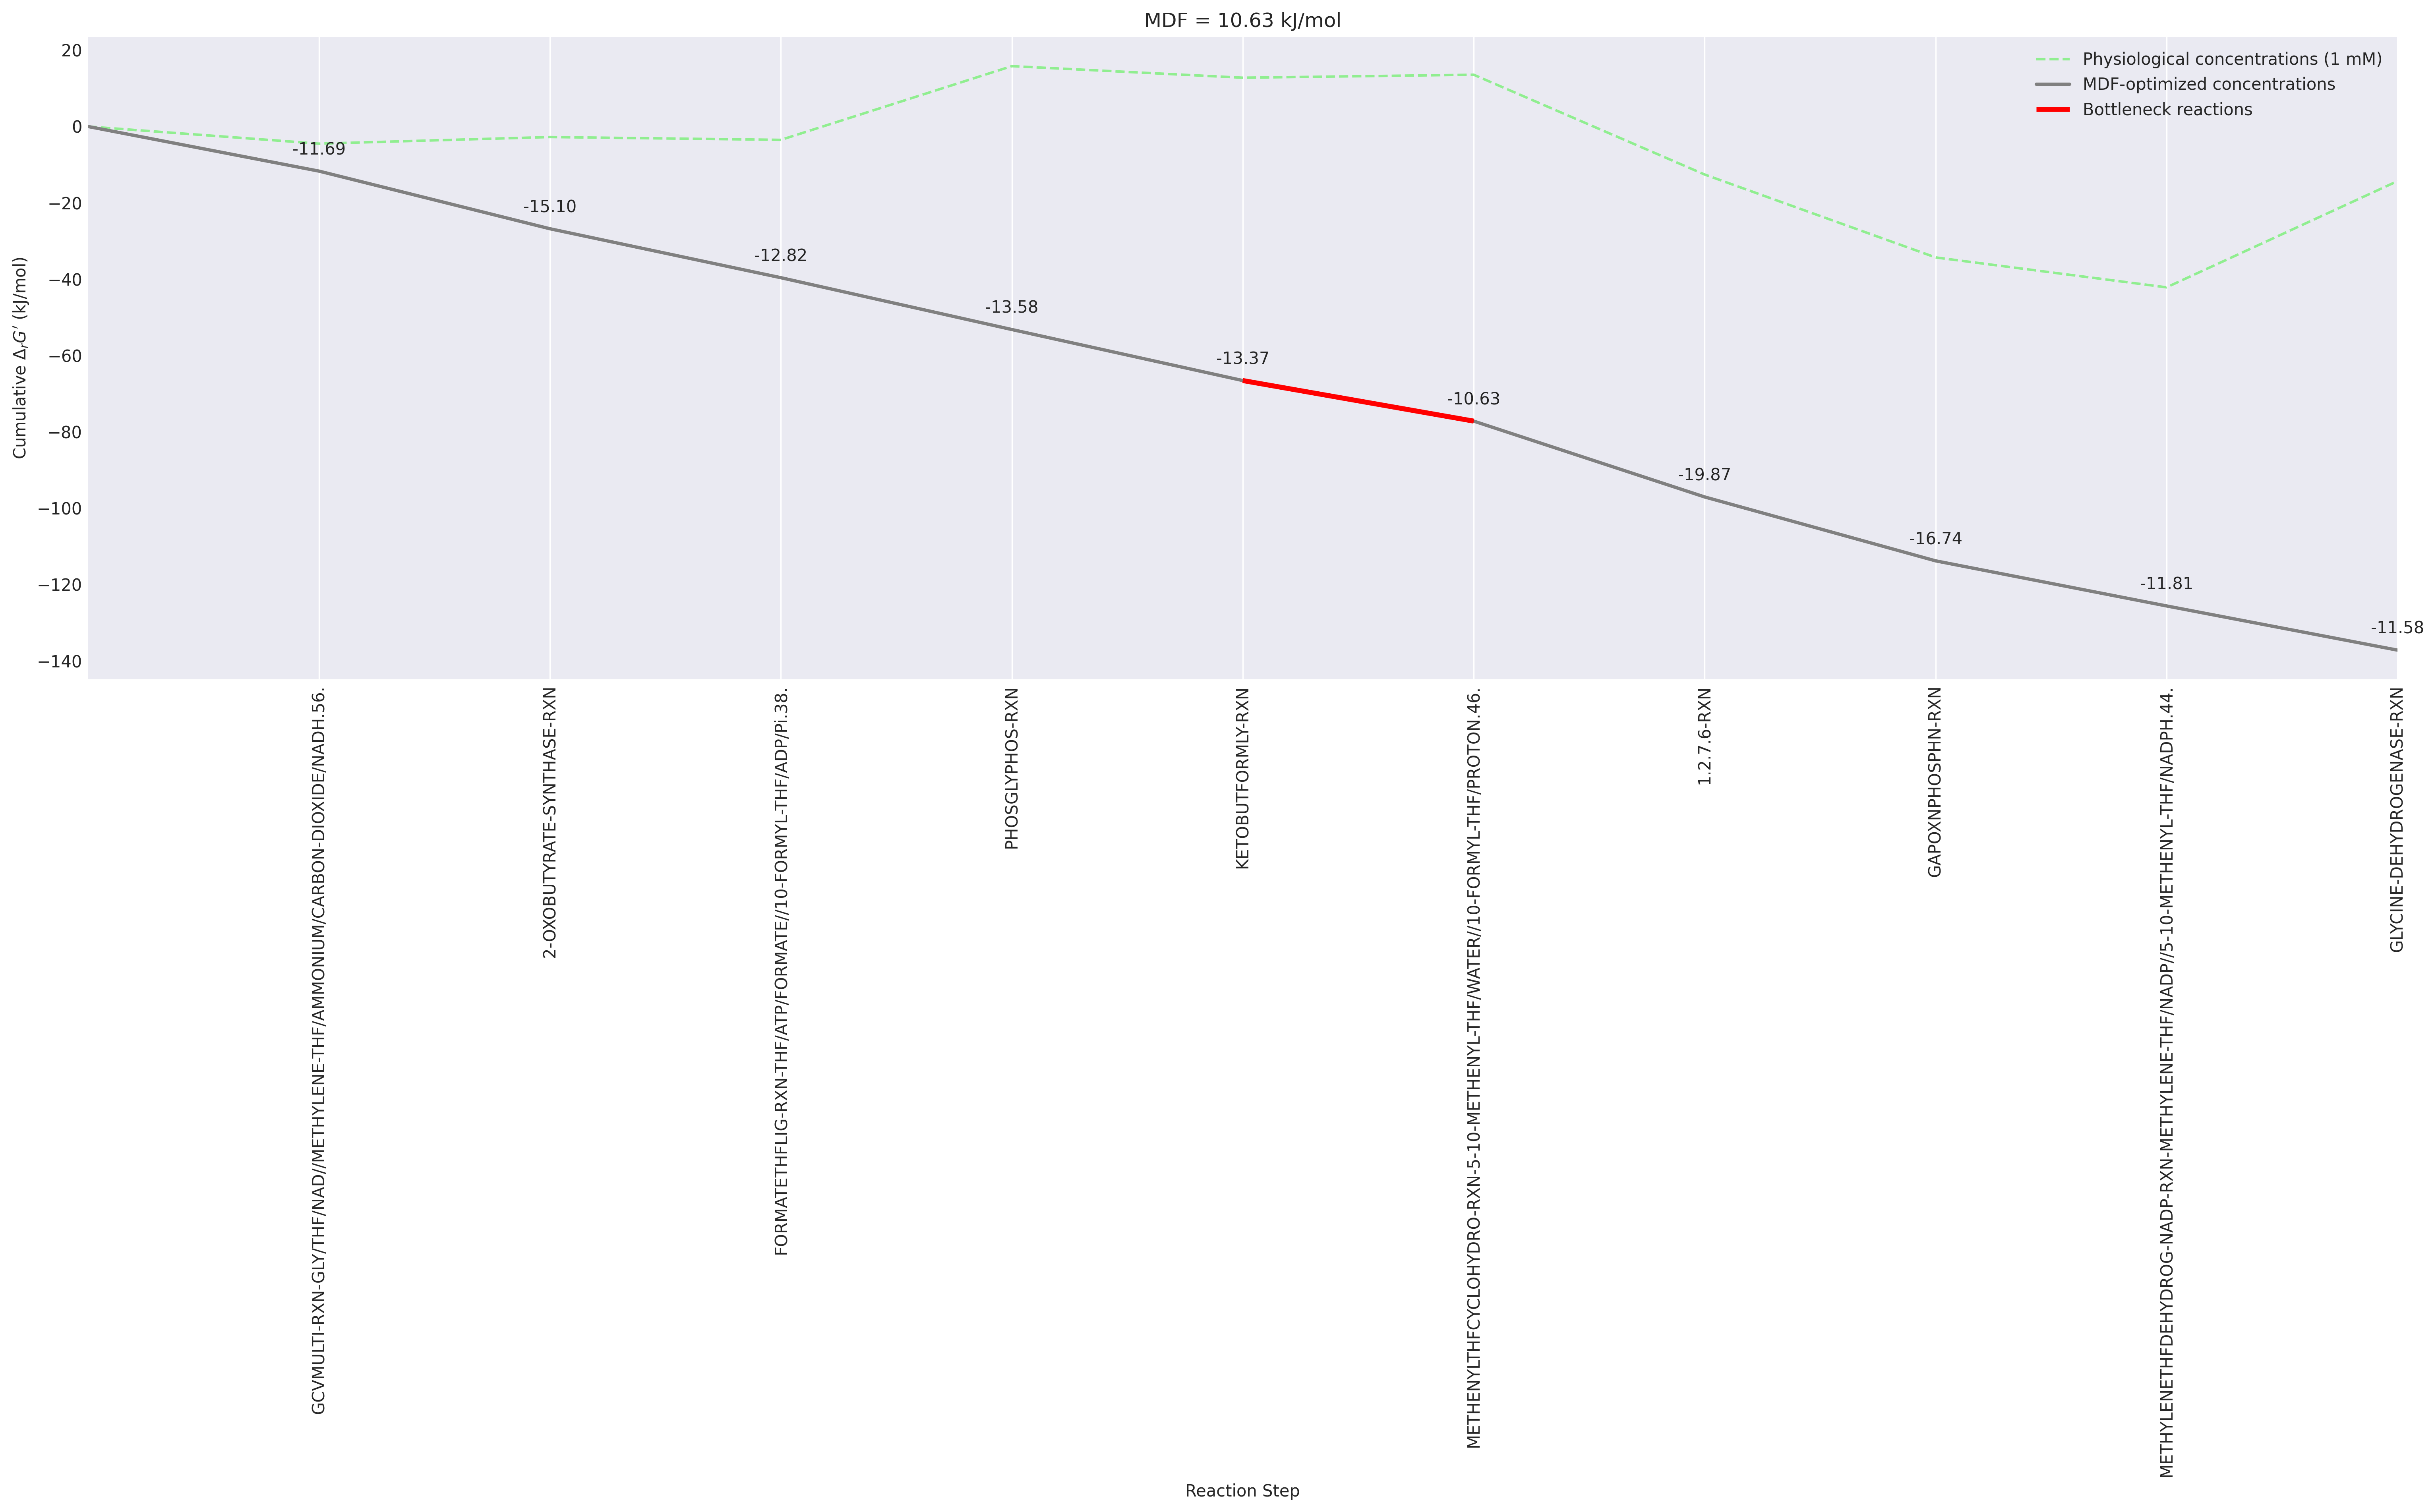 MDF = 10.63 kJ/mol
20
0
−20
−40
−60
−80
−100
−120
−140
Cumulative ΔrG′ (kJ/mol)
Physiological concentrations (1 mM)
MDF-optimized concentrations
Bottleneck reactions
-11.69
-15.10
-12.82
-13.58
-13.37
-10.63
-19.87
-16.74
-11.81
-11.58
GCVMULTI-RXN-GLY/THF/NAD//METHYLENE-THF/AMMONIUM/CARBON-DIOXIDE/NADH.56.
2-OXOBUTYRATE-SYNTHASE-RXN
FORMATETHFLIG-RXN-THF/ATP/FORMATE//10-FORMYL-THF/ADP/Pi.38.
PHOSGLYPHOS-RXN
KETOBUTFORMLY-RXN
METHENYLTHFCYCLOHYDRO-RXN-5-10-METHENYL-THF/WATER//10-FORMYL-THF/PROTON.46.
1.2.7.6-RXN
GAPOXNPHOSPHN-RXN
METHYLENETHFDEHYDROG-NADP-RXN-METHYLENE-THF/NADP//5-10-METHENYL-THF/NADPH.44.
GLYCINE-DEHYDROGENASE-RXN
Reaction Step